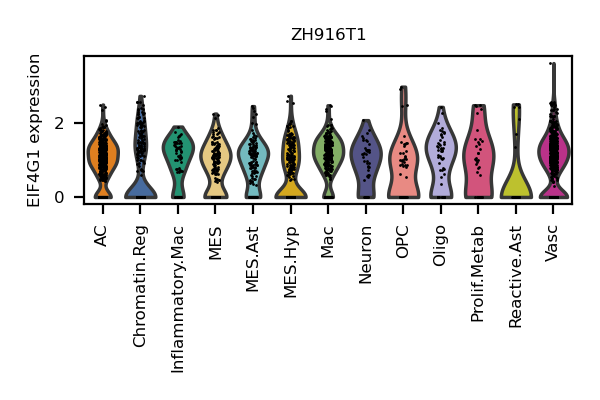 ZH916T1
EIF4G1 expression
2
0
AC
Chromatin.Reg
Inflammatory.Mac
MES
MES.Ast
MES.Hyp
Mac
Neuron
OPC
Oligo
Prolif.Metab
Reactive.Ast
Vasc